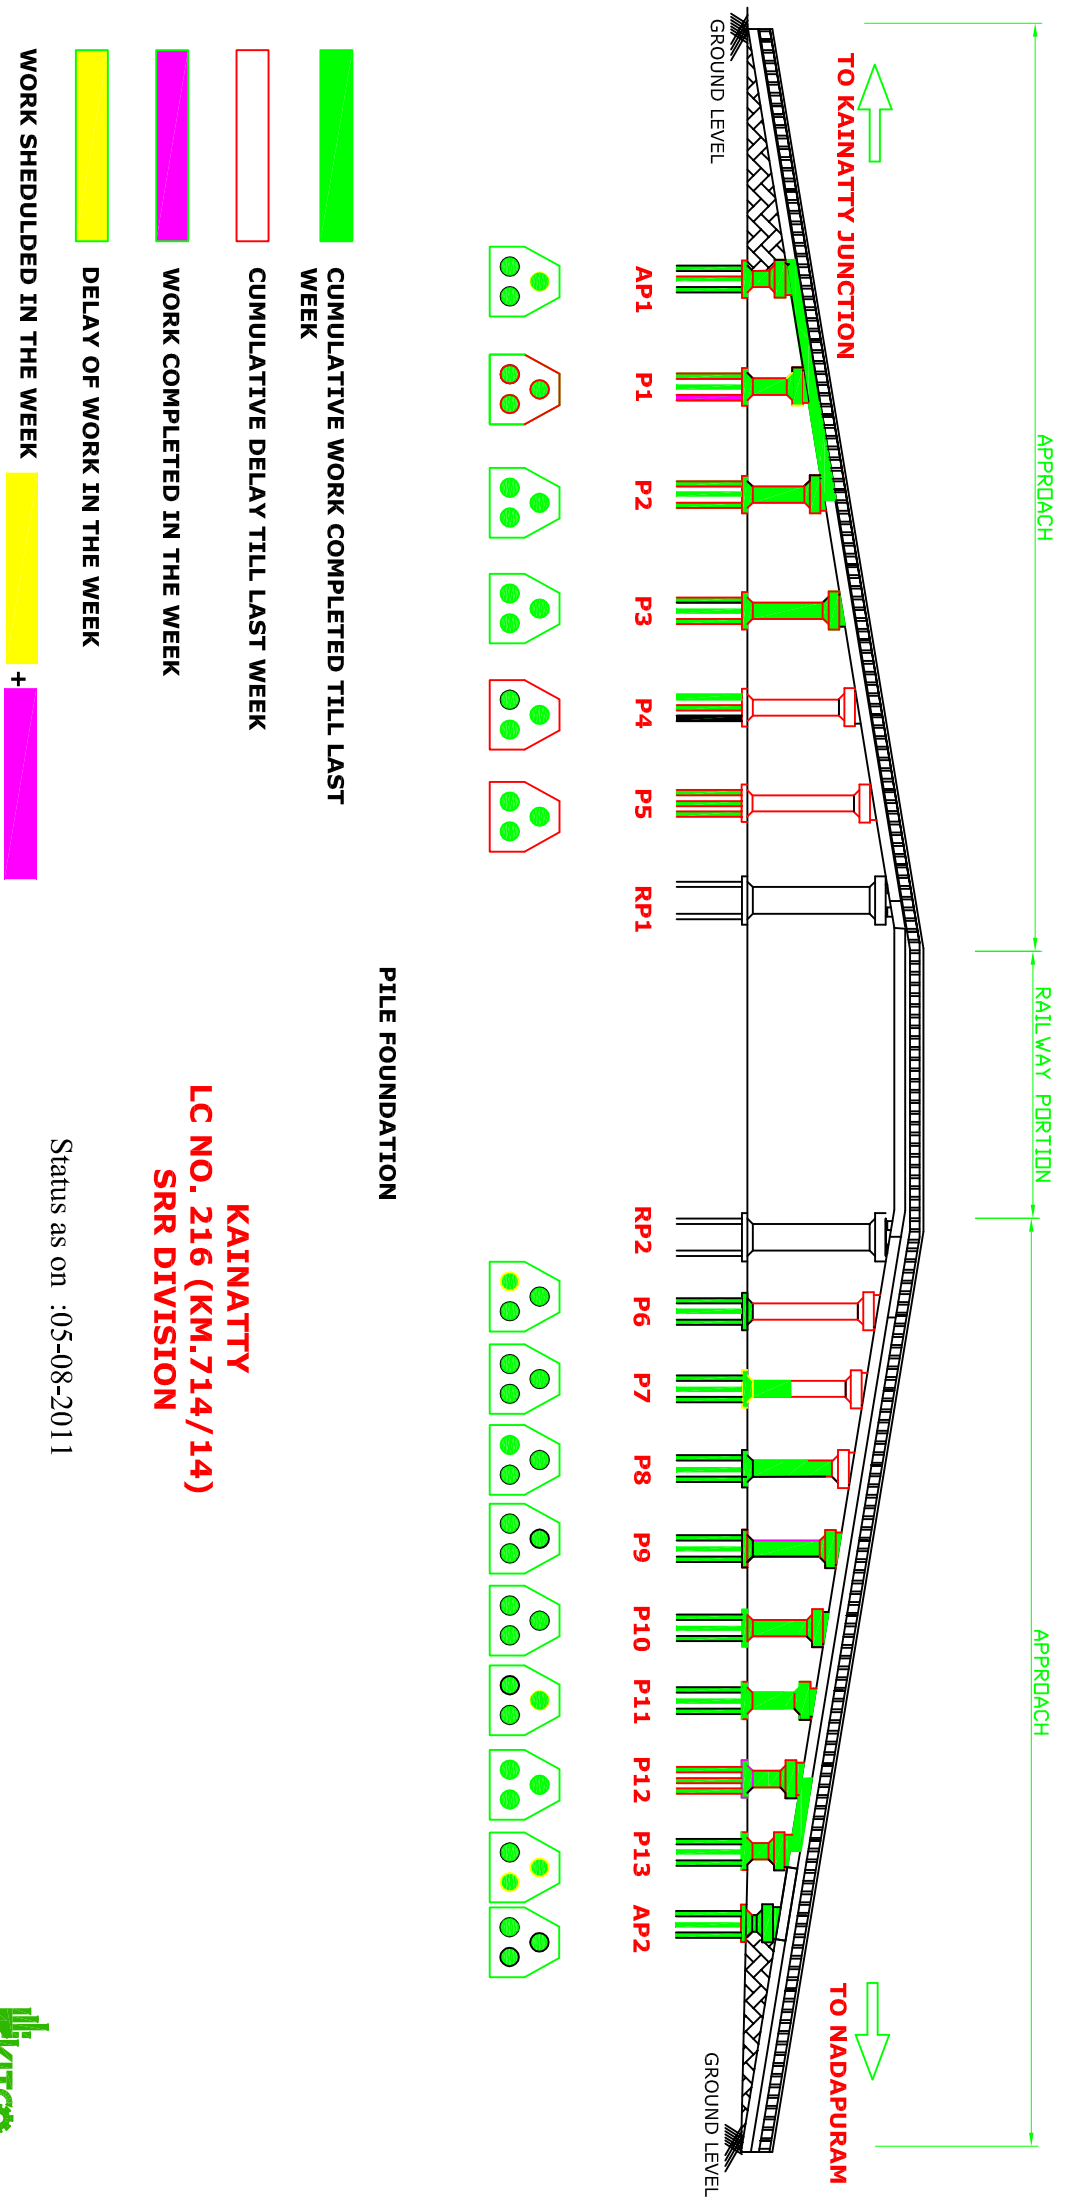 APPROACH
RAILWAY PORTION
APPROACH
TO KAINATTY JUNCTION
TO NADAPURAM
GROUND LEVEL
GROUND LEVEL
AP1
P1
P2
P3
P4
P5
RP1
RP2
P6
P7
P8
P9
P10
P11
P12
P13
AP2
PILE FOUNDATION
CUMULATIVE WORK COMPLETED TILL LAST
WEEK
CUMULATIVE DELAY TILL LAST WEEK
WORK COMPLETED IN THE WEEK
DELAY OF WORK IN THE WEEK
WORK SHEDULDED IN THE WEEK
+
KAINATTY
LC NO. 216 (KM.714/14)
SRR DIVISION
Status as on :05-08-2011
KITCO